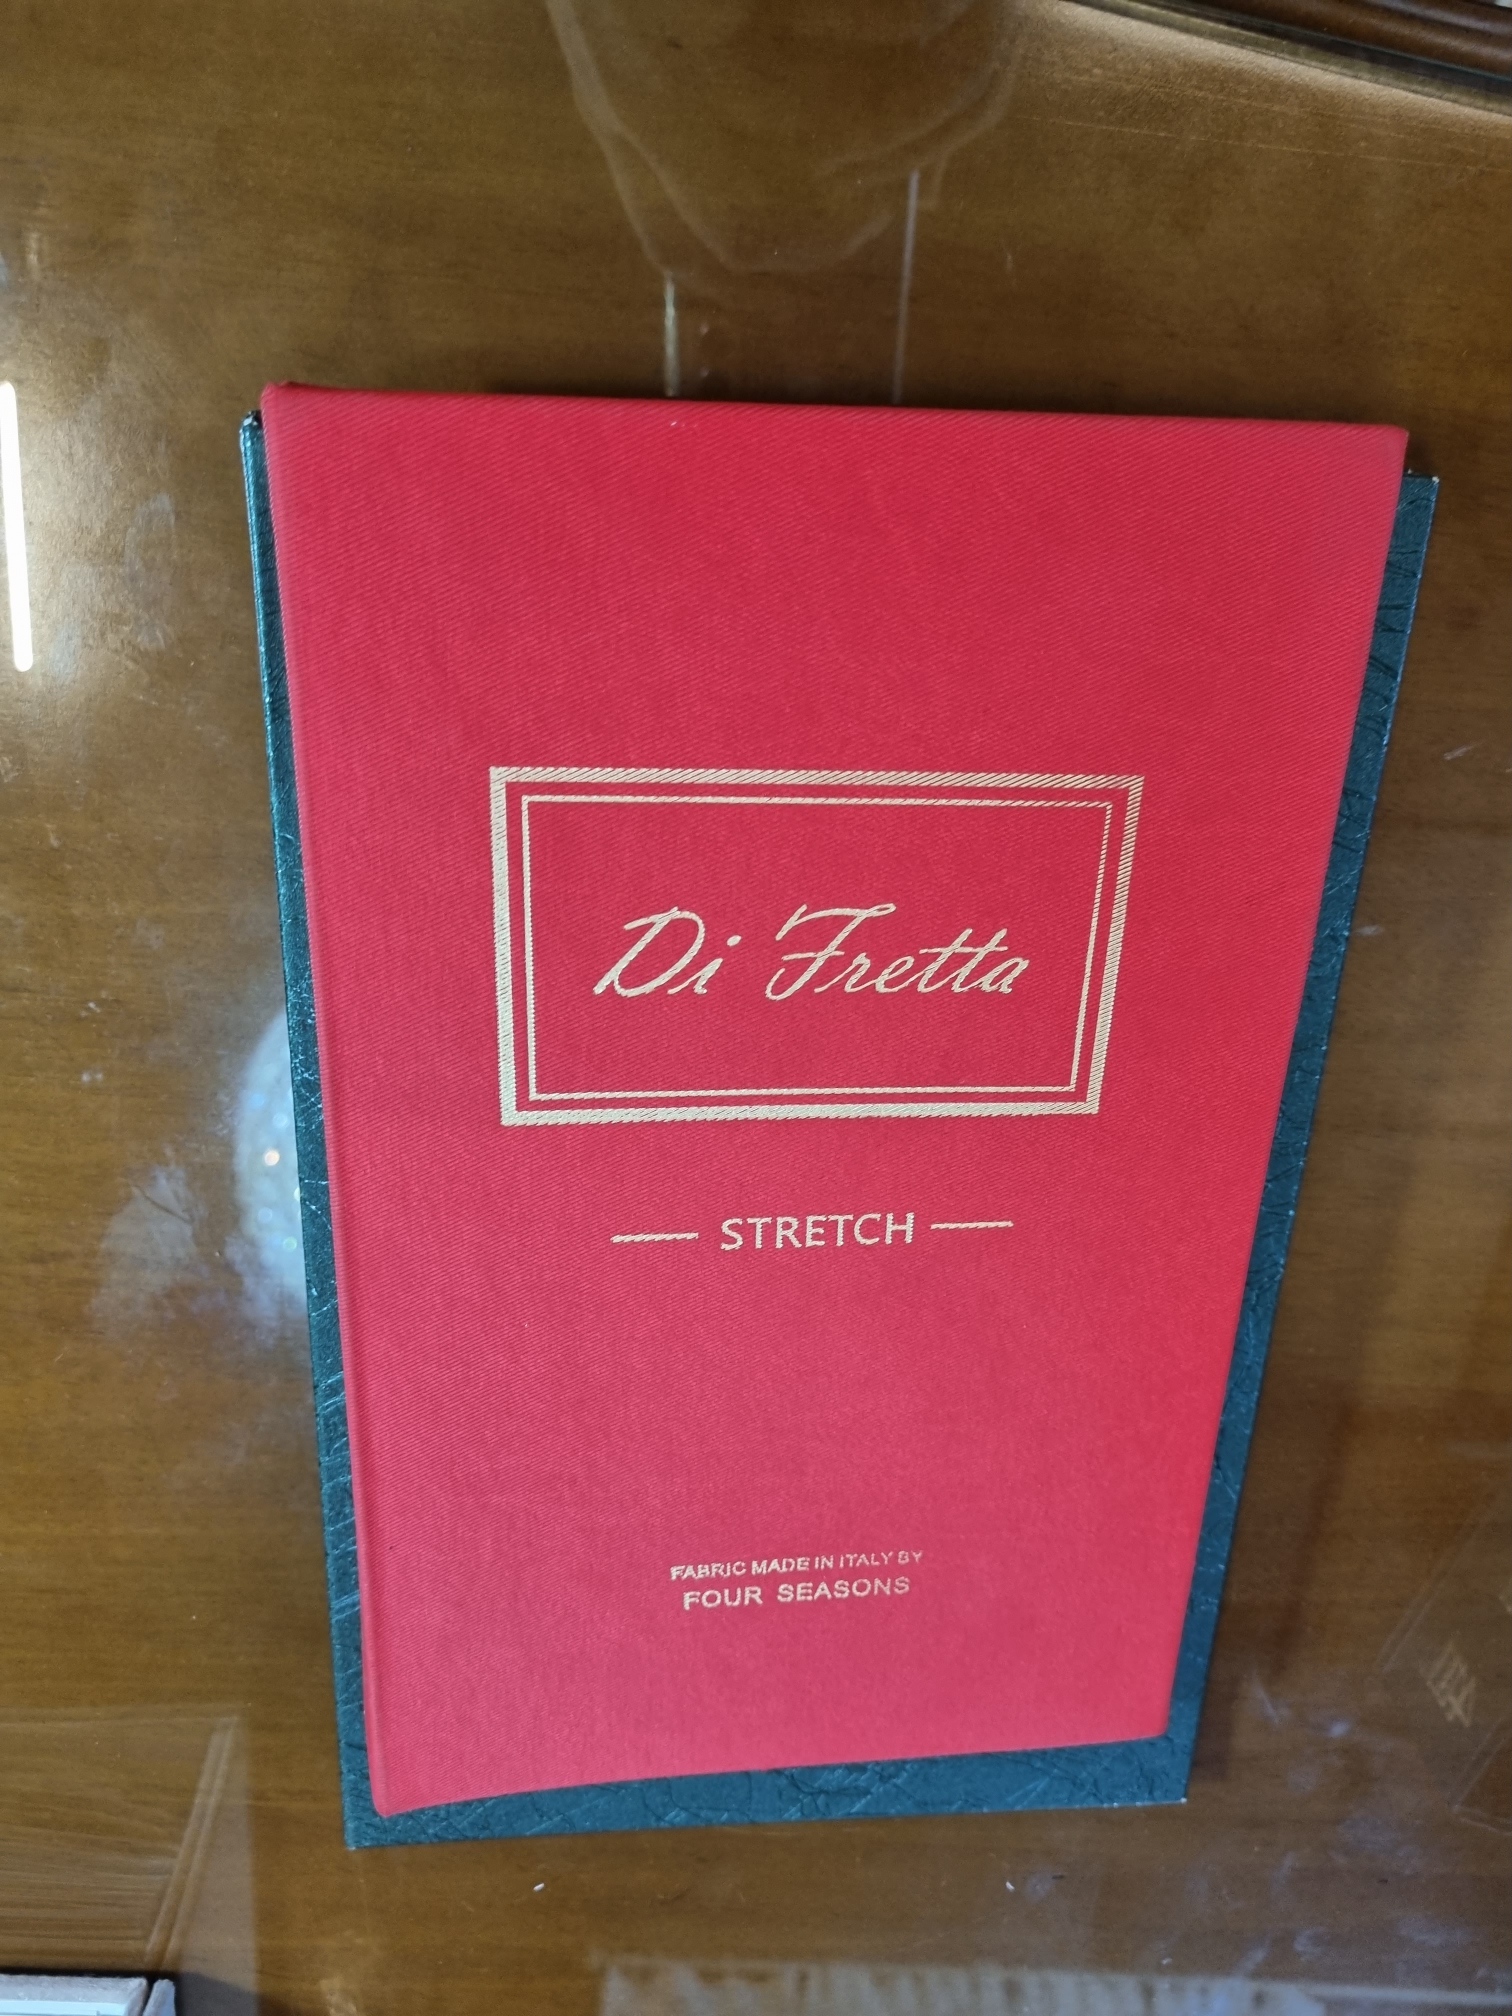 Di Fretta
STRETCH
FABRIC MADE IN ITALY BY
FOUR SEASONS